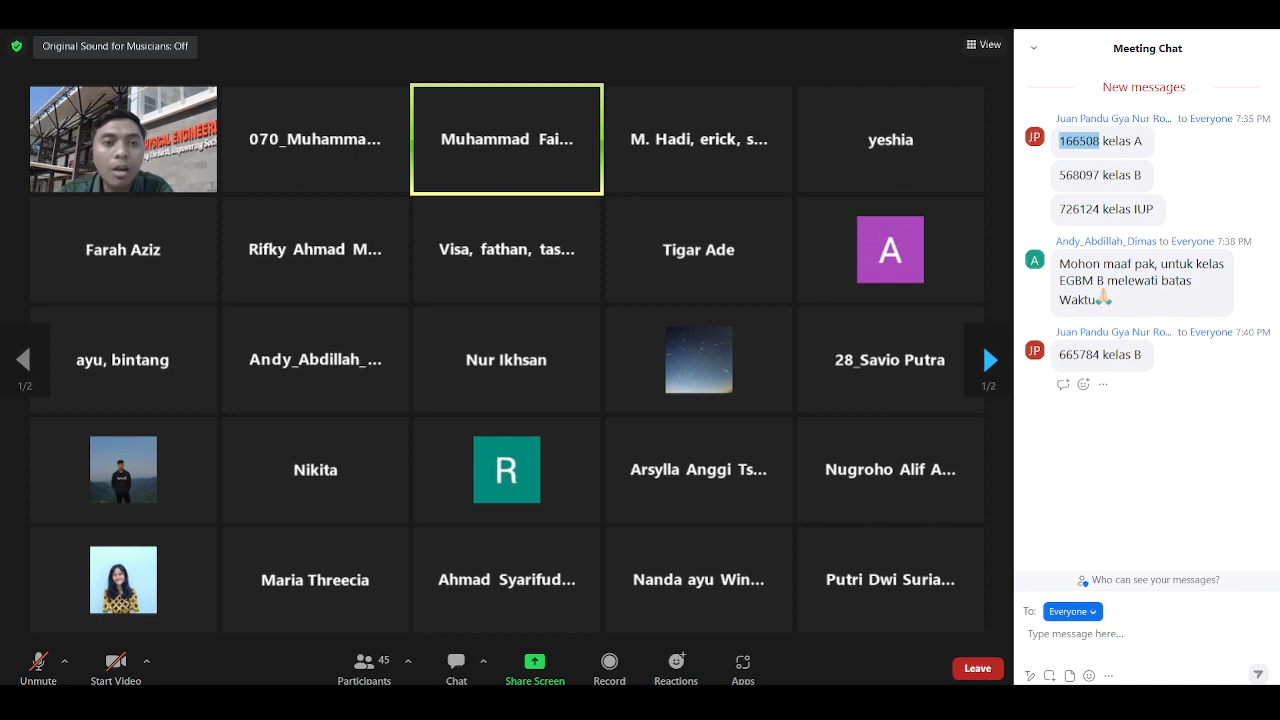 Original Sound for Musicians: Off
View
PHYSICAL ENGINEERI
070_Muhamma...
Muhammad Fai...
M. Hadi, erick, s...
yeshia
Farah Aziz
Rifky Ahmad M...
Visa, fathan, tas...
Tigar Ade
A
ayu, bintang
Andy_Abdillah_...
Nur Ikhsan
28_Savio Putra
1/2
1/2
Nikita
R
Arsylla Anggi Ts...
Nugroho Alif A...
Maria Threecia
Ahmad Syarifud...
Nanda ayu Win...
Putri Dwi Suria...
Unmute
Start Video
45
Participants
Chat
Share Screen
Record
Reactions
Apps
Leave
Meeting Chat
New messages
Juan Pandu Gya Nur Ro... to Everyone 7:35 PM
JP
166508 kelas A
568097 kelas B
726124 kelas IUP
Andy_Abdillah_Dimas to Everyone 7:38 PM
A
Mohon maaf pak, untuk kelas
EGBM B melewati batas
Waktu🙏🏻
Juan Pandu Gya Nur Ro... to Everyone 7:40 PM
JP
665784 kelas B
Who can see your messages?
To: Everyone
Type message here...